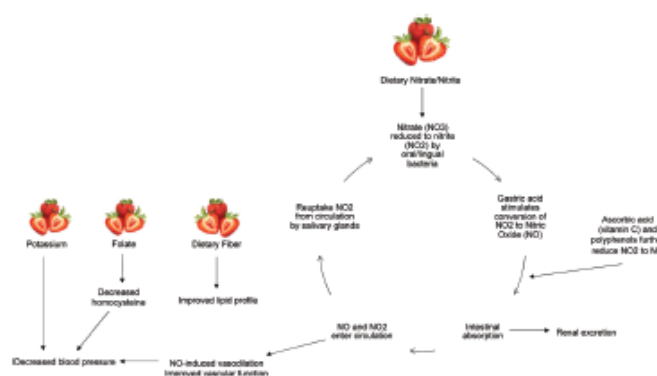 Dietary Nitrate/Nitrite
Nitrate (NO3)
reduced to nitrite
(NO2) by
oral/lingual
bacteria
Reuptake NO2
from circulation
by salivary glands
Gastric acid
stimulates
conversion of
NO2 to Nitric
Oxide (NO)
Ascorbic acid
(vitamin C) and
polyphenols furth
reduce NO2 to N
Potassium
Folate
Dietary Fiber
Decreased
homocysteine
Improved lipid profile
NO and NO2
enter circulation
Intestinal
absorption
Renal excretion
Decreased blood pressure
NO-induced vasodilation
Improved vascular function